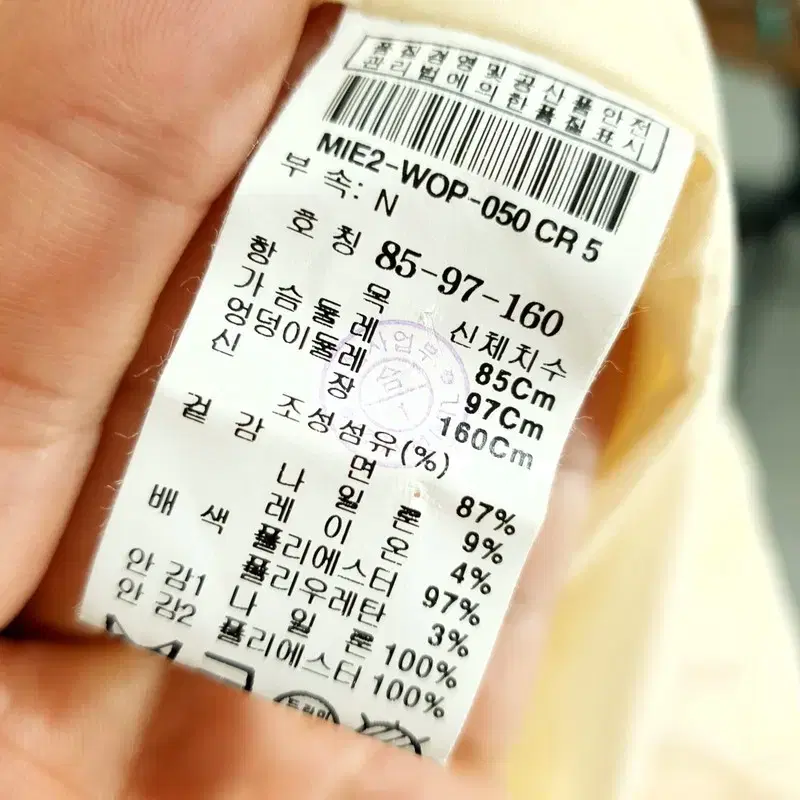 품질경영및공산품안전
관리법에의한품질표시
MIE2-WOP-050 CR 5
부 속: N
호 칭 85-97-160
항 목 신체치수
가슴둘레 85Cm
엉덩이둘레 97Cm
신 장 160Cm
조성섬유(%)
겉 감 면 87%
나 일 론 9%
레 이 온 4%
배 색 폴리에스터 97%
폴리우레탄 3%
안 감1 나 일 론 100%
안 감2 폴리에스터 100%
드라이